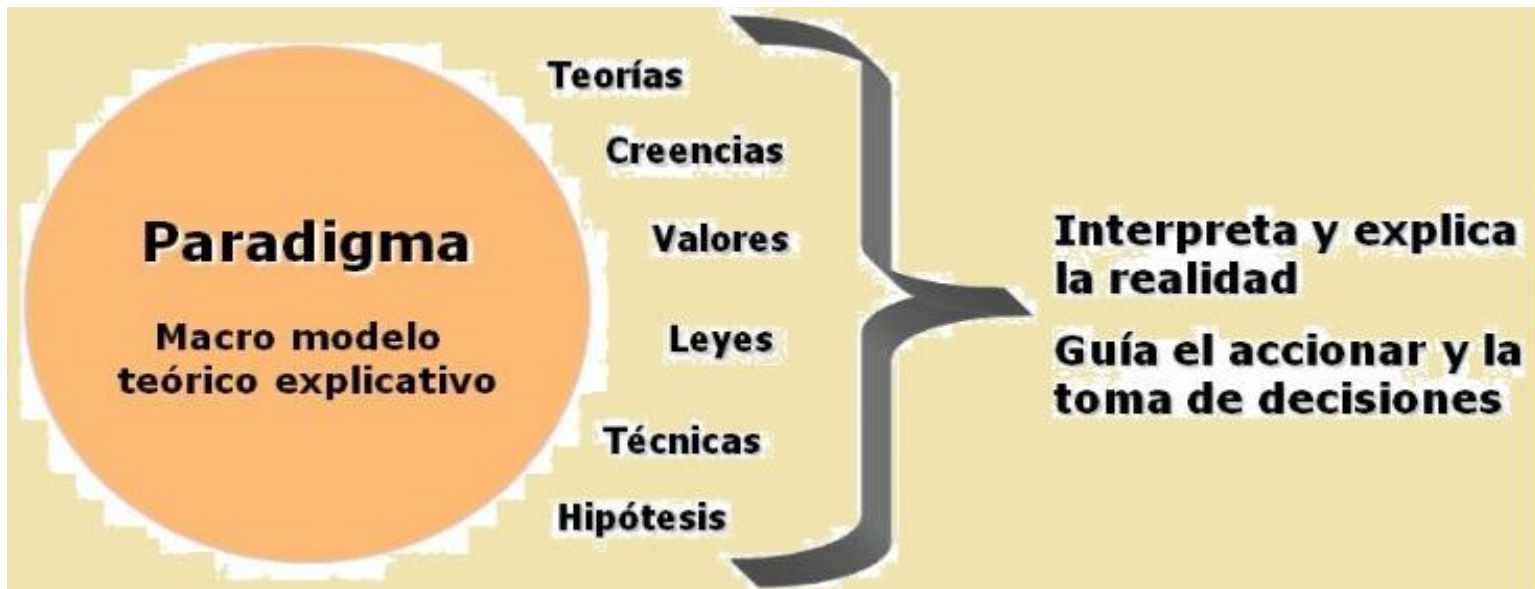 Paradigma
Macro modelo
teórico explicativo
Teorías
Creencias
Valores
Leyes
Técnicas
Hipótesis
Interpreta y explica
la realidad
Guía el accionar y la
toma de decisiones